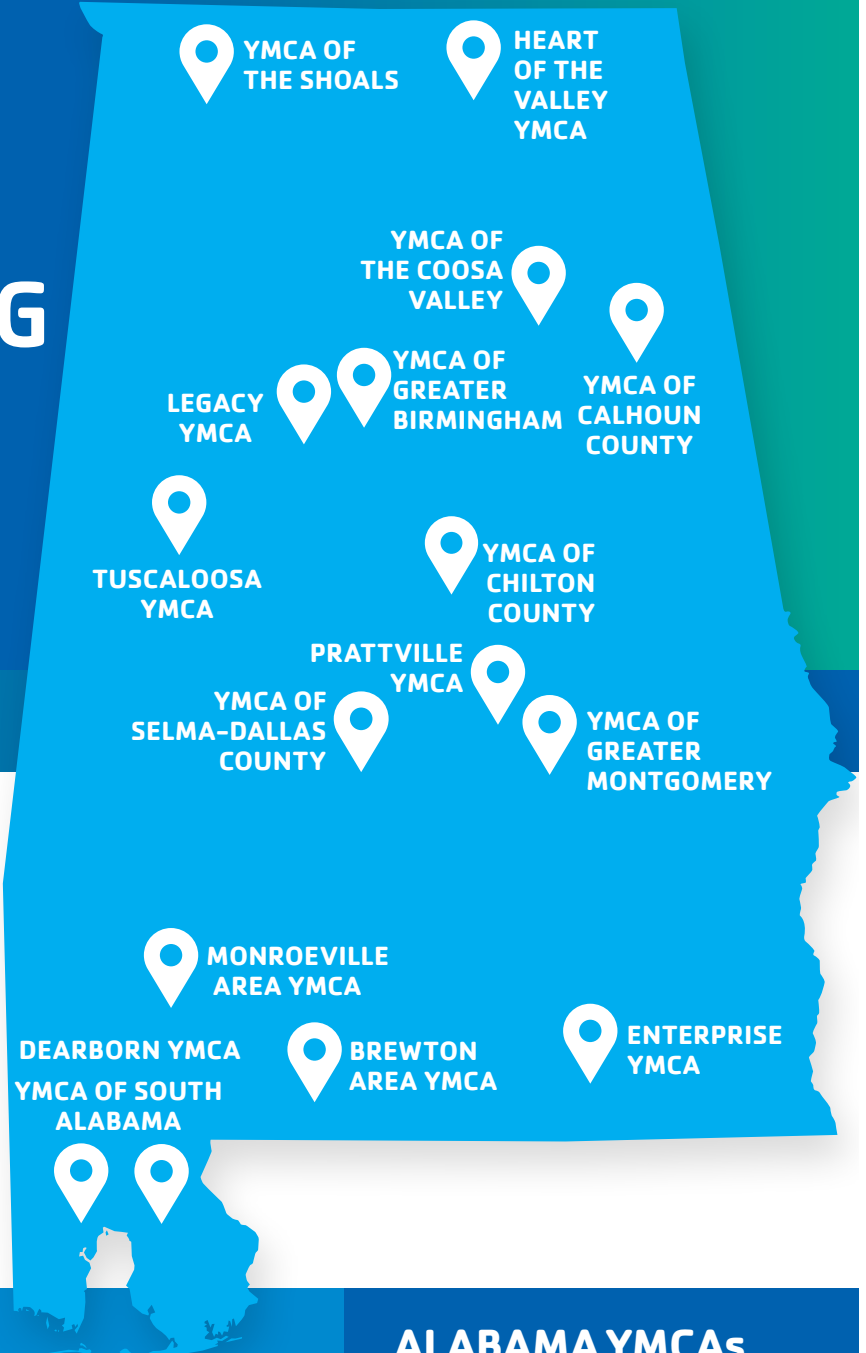 YMCA OF
THE SHOALS
HEART
OF THE
VALLEY
YMCA
YMCA OF
THE COOSA
VALLEY
G
YMCA OF
GREATER
BIRMINGHAM
LEGACY
YMCA
YMCA OF
CALHOUN
COUNTY
TUSCALOOSA
YMCA
YMCA OF
CHILTON
COUNTY
PRATTVILLE
YMCA
YMCA OF
SELMA-DALLAS
COUNTY
YMCA OF
GREATER
MONTGOMERY
MONROEVILLE
AREA YMCA
DEARBORN YMCA
YMCA OF SOUTH
ALABAMA
BREWTON
AREA YMCA
ENTERPRISE
YMCA
ALABAMA YMCAs